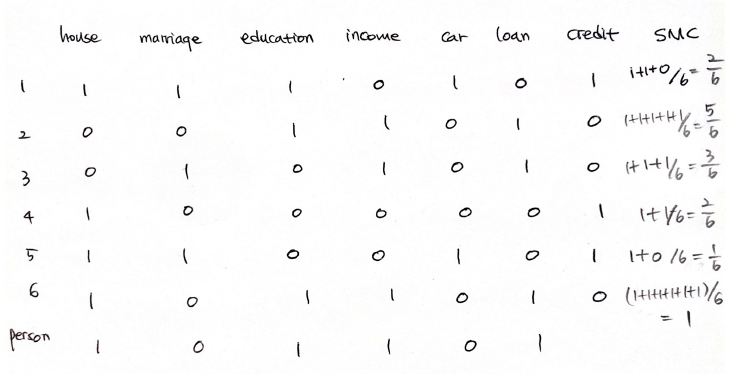 house marriage education income car loan credit SMC
1 1 1 1 0 1 0 1 1+1+0/6 = 2/6
2 0 0 1 1 0 1 0 1+1+1+1+1/6 = 5/6
3 0 1 0 1 0 1 0 1+1+1/6 = 3/6
4 1 0 0 0 0 0 1 1+1/6 = 2/6
5 1 1 0 0 1 0 1 1+0/6 = 1/6
6 1 0 1 1 0 1 0 (1+1+1+1+1+1)/6
= 1
person 1 0 1 1 0 1